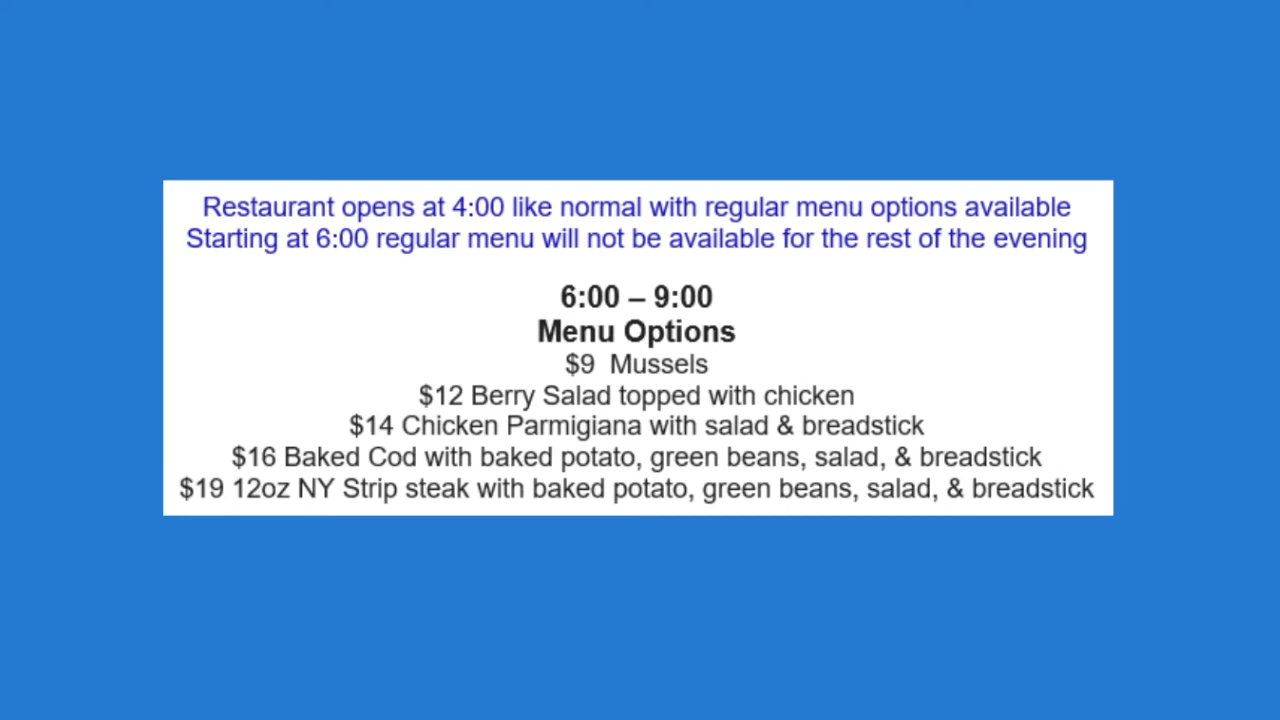 Restaurant opens at 4:00 like normal with regular menu options available
Starting at 6:00 regular menu will not be available for the rest of the evening
6:00 – 9:00
Menu Options
$9  Mussels
$12 Berry Salad topped with chicken
$14 Chicken Parmigiana with salad & breadstick
$16 Baked Cod with baked potato, green beans, salad, & breadstick
$19 12oz NY Strip steak with baked potato, green beans, salad, & breadstick